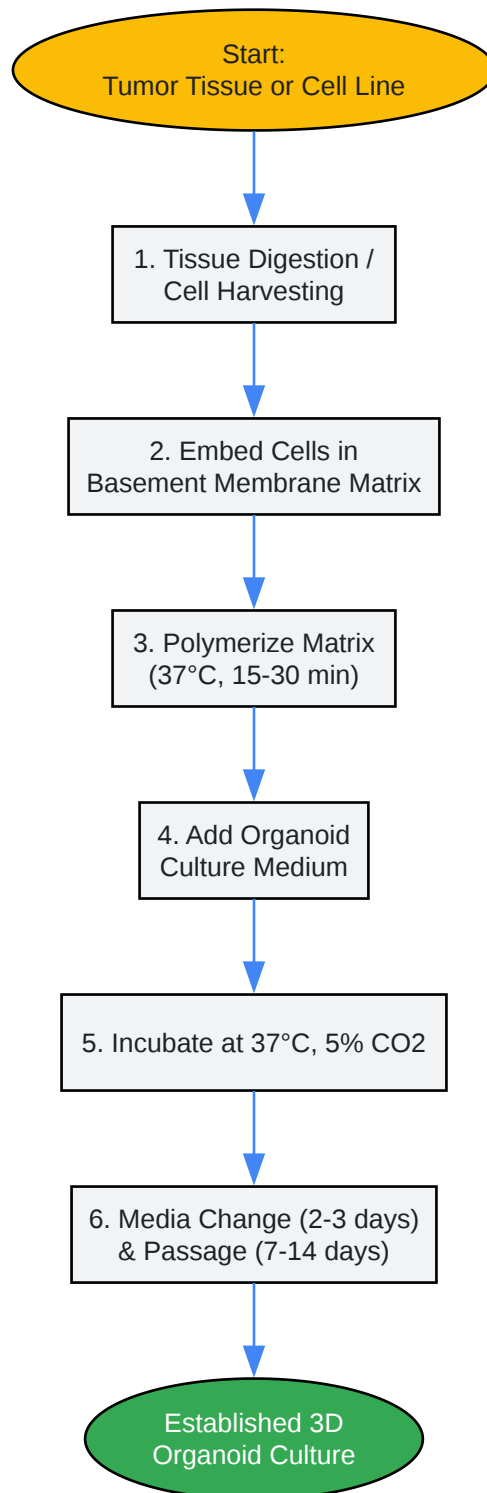 Start:
Tumor Tissue or Cell Line
1. Tissue Digestion /
Cell Harvesting
2. Embed Cells in
Basement Membrane Matrix
3. Polymerize Matrix
(37°C, 15-30 min)
4. Add Organoid
Culture Medium
5. Incubate at 37°C, 5% CO2
6. Media Change (2-3 days)
& Passage (7-14 days)
Established 3D
Organoid Culture